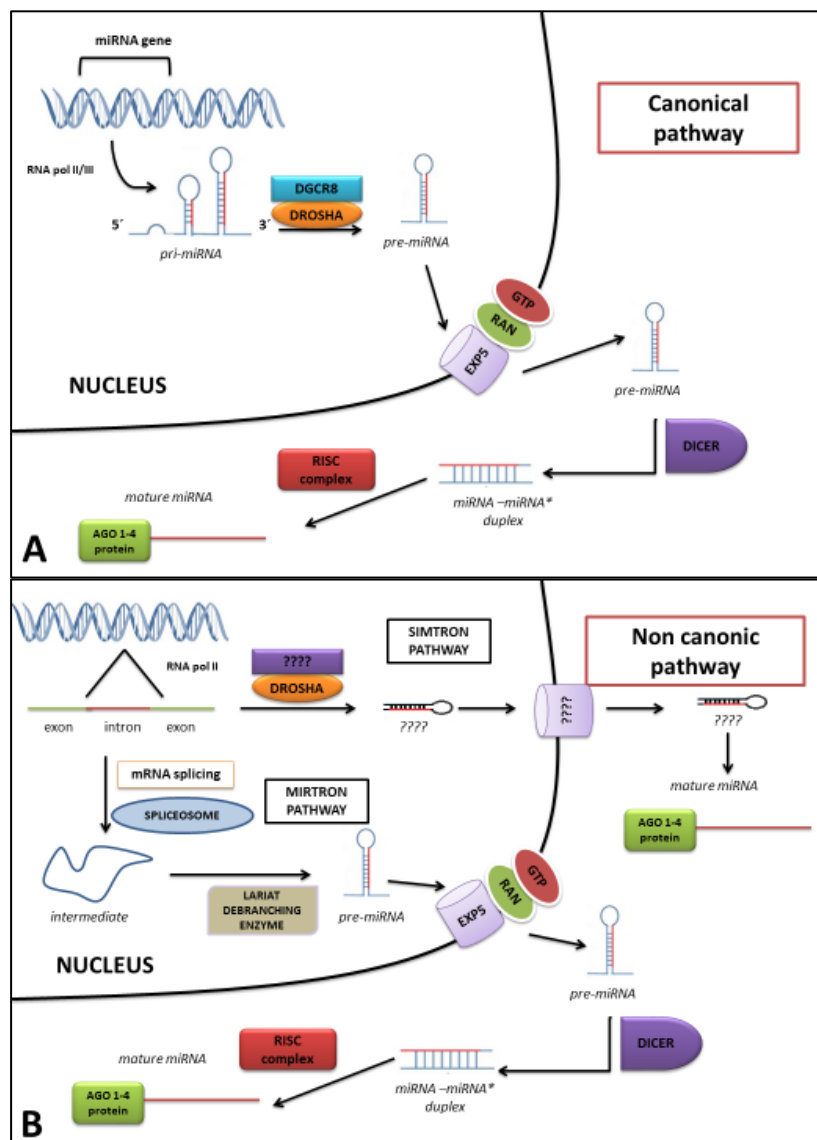 miRNA gene
Canonical
pathway
RNA pol II/III
DGCR8
DROSHA
5´
3´
pri-miRNA
pre-miRNA
GTP
RAN
EXP5
NUCLEUS
pre-miRNA
DICER
RISC
complex
miRNA –miRNA*
duplex
mature miRNA
AGO 1-4
protein
A
SIMTRON
PATHWAY
Non canonic
pathway
RNA pol II
????
DROSHA
????
????
????
exon
intron
exon
mRNA splicing
SPLICEOSOME
MIRTRON
PATHWAY
mature miRNA
AGO 1-4
protein
intermediate
LARIAT
DEBRANCHING
ENZYME
pre-miRNA
GTP
RAN
EXP5
NUCLEUS
pre-miRNA
DICER
RISC
complex
miRNA –miRNA*
duplex
mature miRNA
AGO 1-4
protein
B